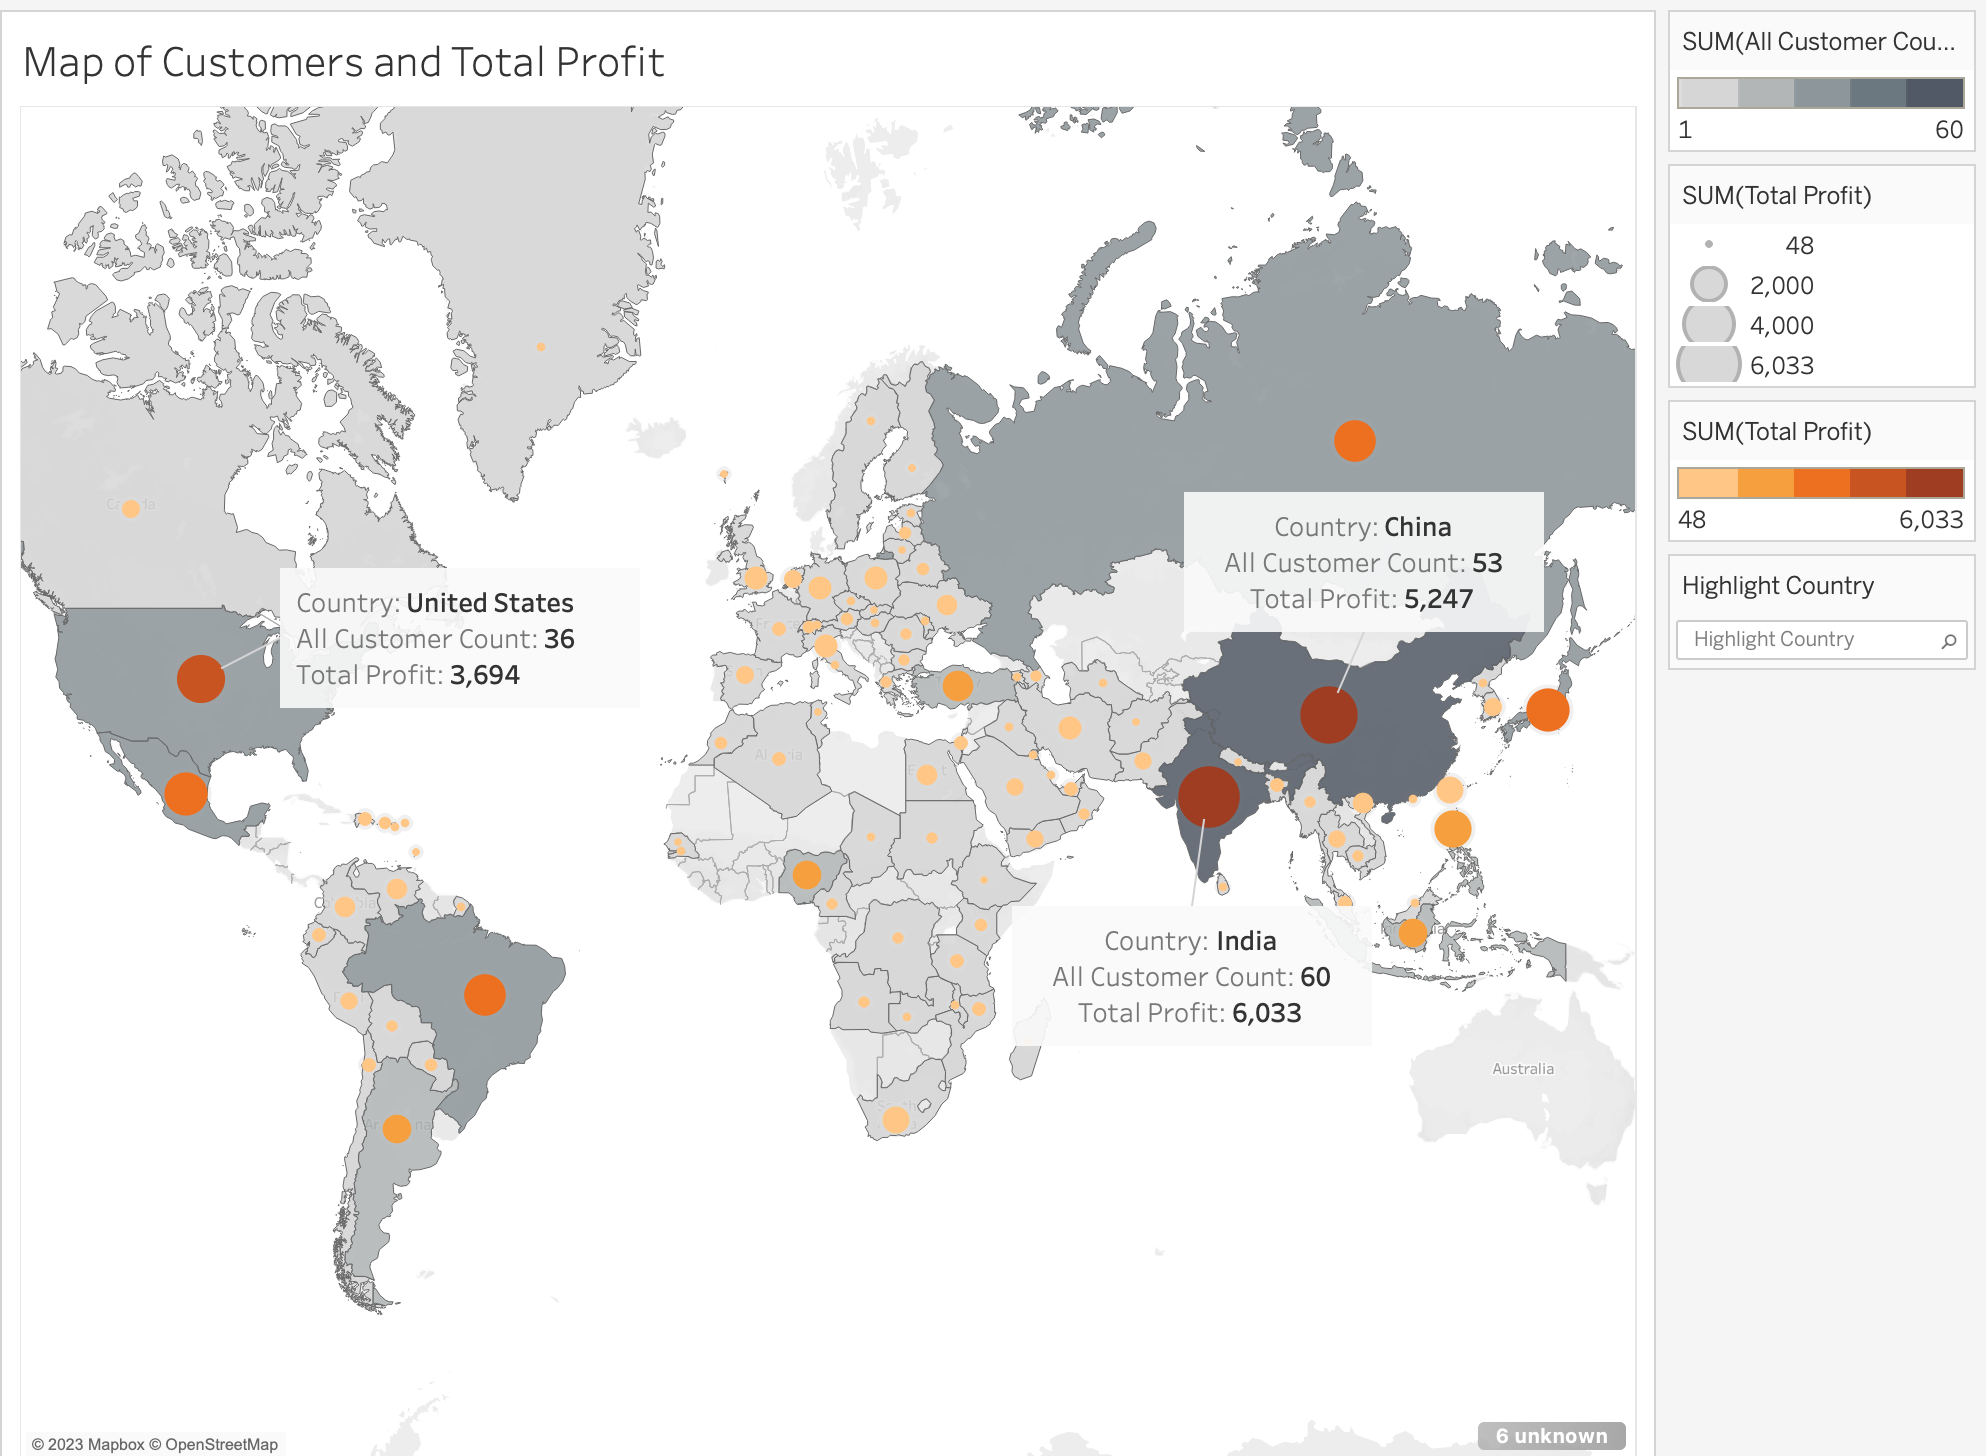 Map of Customers and Total Profit
Country: United States
All Customer Count: 36
Total Profit: 3,694
Country: China
All Customer Count: 53
Total Profit: 5,247
Country: India
All Customer Count: 60
Total Profit: 6,033
Australia
© 2023 Mapbox © OpenStreetMap
6 unknown
SUM(All Customer Cou...
1 60
SUM(Total Profit)
48
2,000
4,000
6,033
SUM(Total Profit)
48 6,033
Highlight Country
Highlight Country